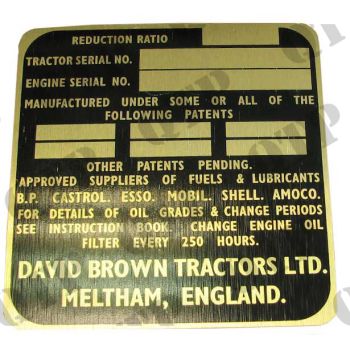 REDUCTION RATIO
TRACTOR SERIAL NO.
ENGINE SERIAL NO.
MANUFACTURED UNDER SOME OR ALL OF THE
FOLLOWING PATENTS
OTHER PATENTS PENDING.
APPROVED SUPPLIERS OF FUELS & LUBRICANTS
B.P. CASTROL. ESSO. MOBIL. SHELL. AMOCO.
FOR DETAILS OF OIL GRADES & CHANGE PERIODS
SEE INSTRUCTION BOOK. CHANGE ENGINE OIL
FILTER EVERY 250 HOURS.
DAVID BROWN TRACTORS LTD.
MELTHAM, ENGLAND.